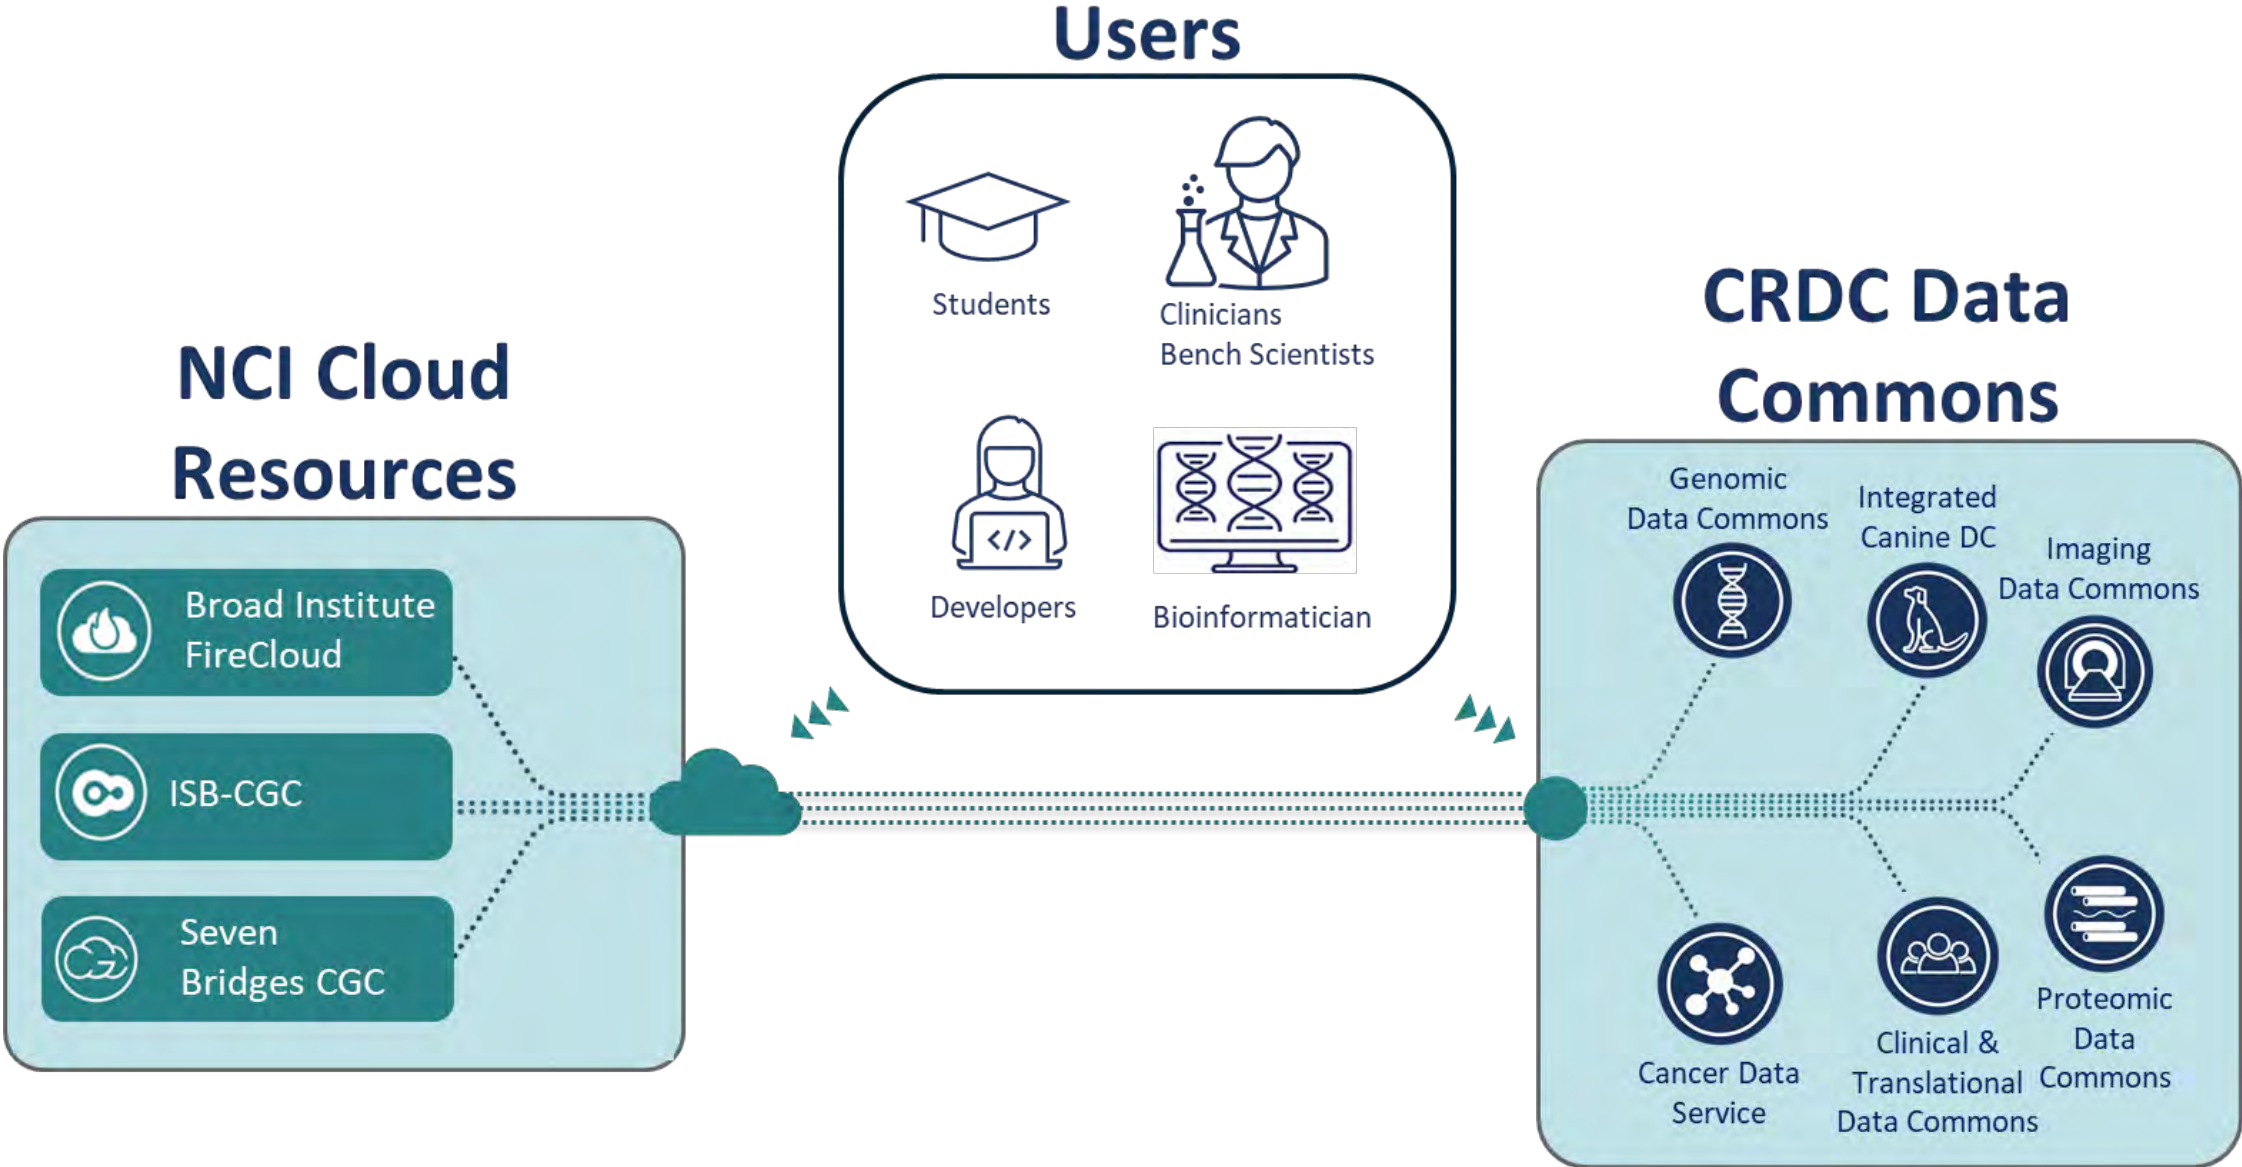 Users
Students
Clinicians
Bench Scientists
Developers
</>
Bioinformatician
NCI Cloud
Resources
Broad Institute
FireCloud
ISB-CGC
Seven
Bridges CGC
CRDC Data
Commons
Genomic
Data Commons
Integrated
Canine DC
Imaging
Data Commons
Cancer Data
Service
Clinical &
Translational
Data Commons
Proteomic
Data
Commons